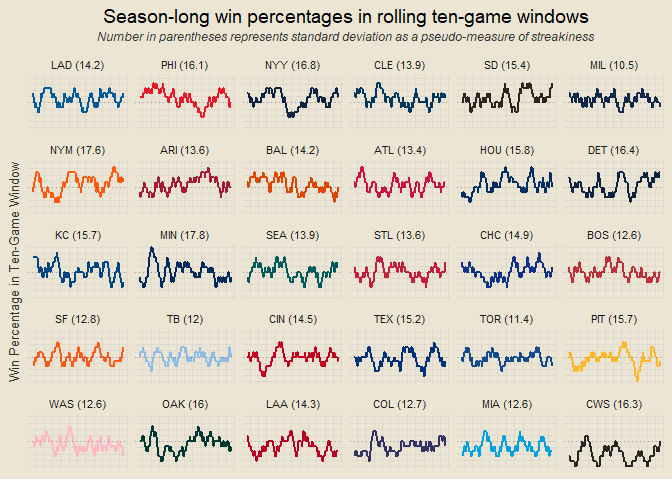 Season-long win percentages in rolling ten-game windows
Number in parentheses represents standard deviation as a pseudo-measure of streakiness
Win Percentage in Ten-Game Window
LAD (14.2) PHI (16.1) NYY (16.8) CLE (13.9) SD (15.4) MIL (10.5)
NYM (17.6) ARI (13.6) BAL (14.2) ATL (13.4) HOU (15.8) DET (16.4)
KC (15.7) MIN (17.8) SEA (13.9) STL (13.6) CHC (14.9) BOS (12.6)
SF (12.8) TB (12) CIN (14.5) TEX (15.2) TOR (11.4) PIT (15.7)
WAS (12.6) OAK (16) LAA (14.3) COL (12.7) MIA (12.6) CWS (16.3)